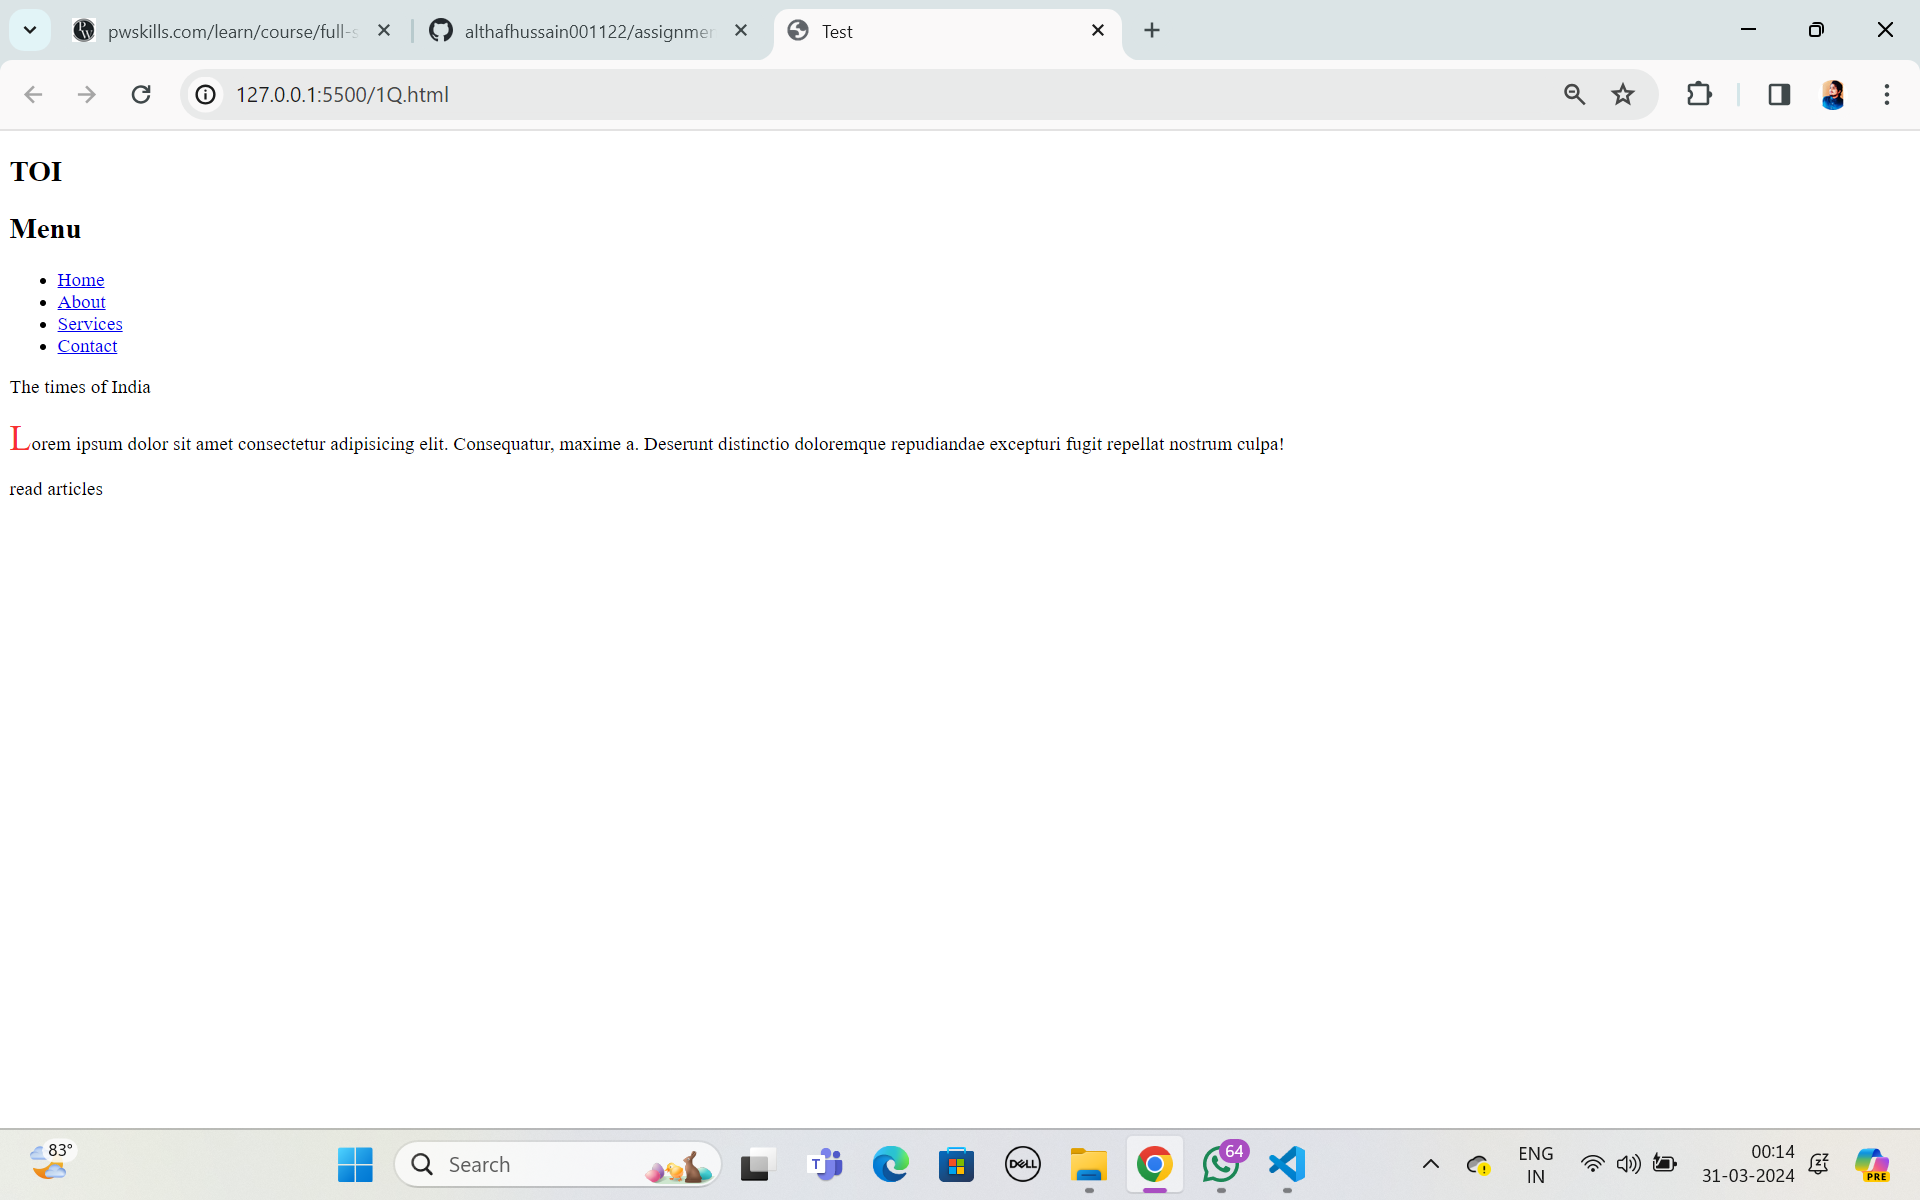 pwskills.com/learn/course/full-s
althafhussain001122/assignmen
Test
127.0.0.1:5500/1Q.html
TOI
Menu
Home
About
Services
Contact
The times of India
Lorem ipsum dolor sit amet consectetur adipisicing elit. Consequatur, maxime a. Deserunt distinctio doloremque repudiandae excepturi fugit repellat nostrum culpa!
read articles
83°
Search
T
DELL
64
ENG
IN
00:14
31-03-2024
PRE